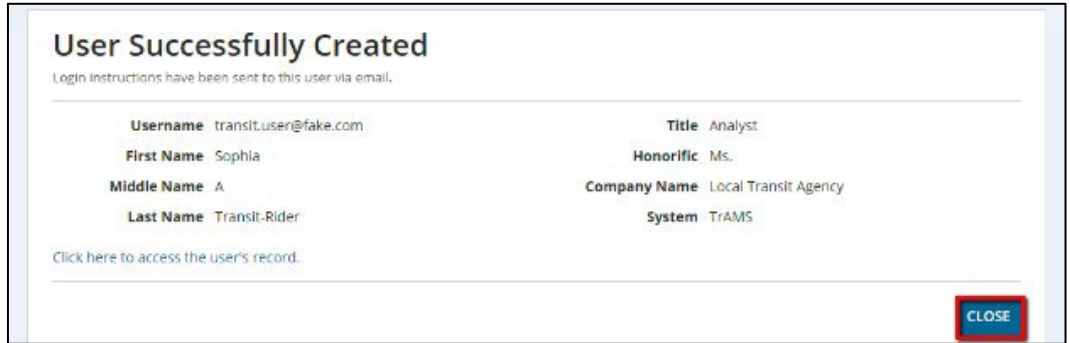 User Successfully Created
Login instructions have been sent to this user via email.
Username transit.user@fake.com Title Analyst
First Name Sophia Honorific Ms.
Middle Name A Company Name Local Transit Agency
Last Name Transit-Rider System TrAMS
Click here to access the user's record.
CLOSE